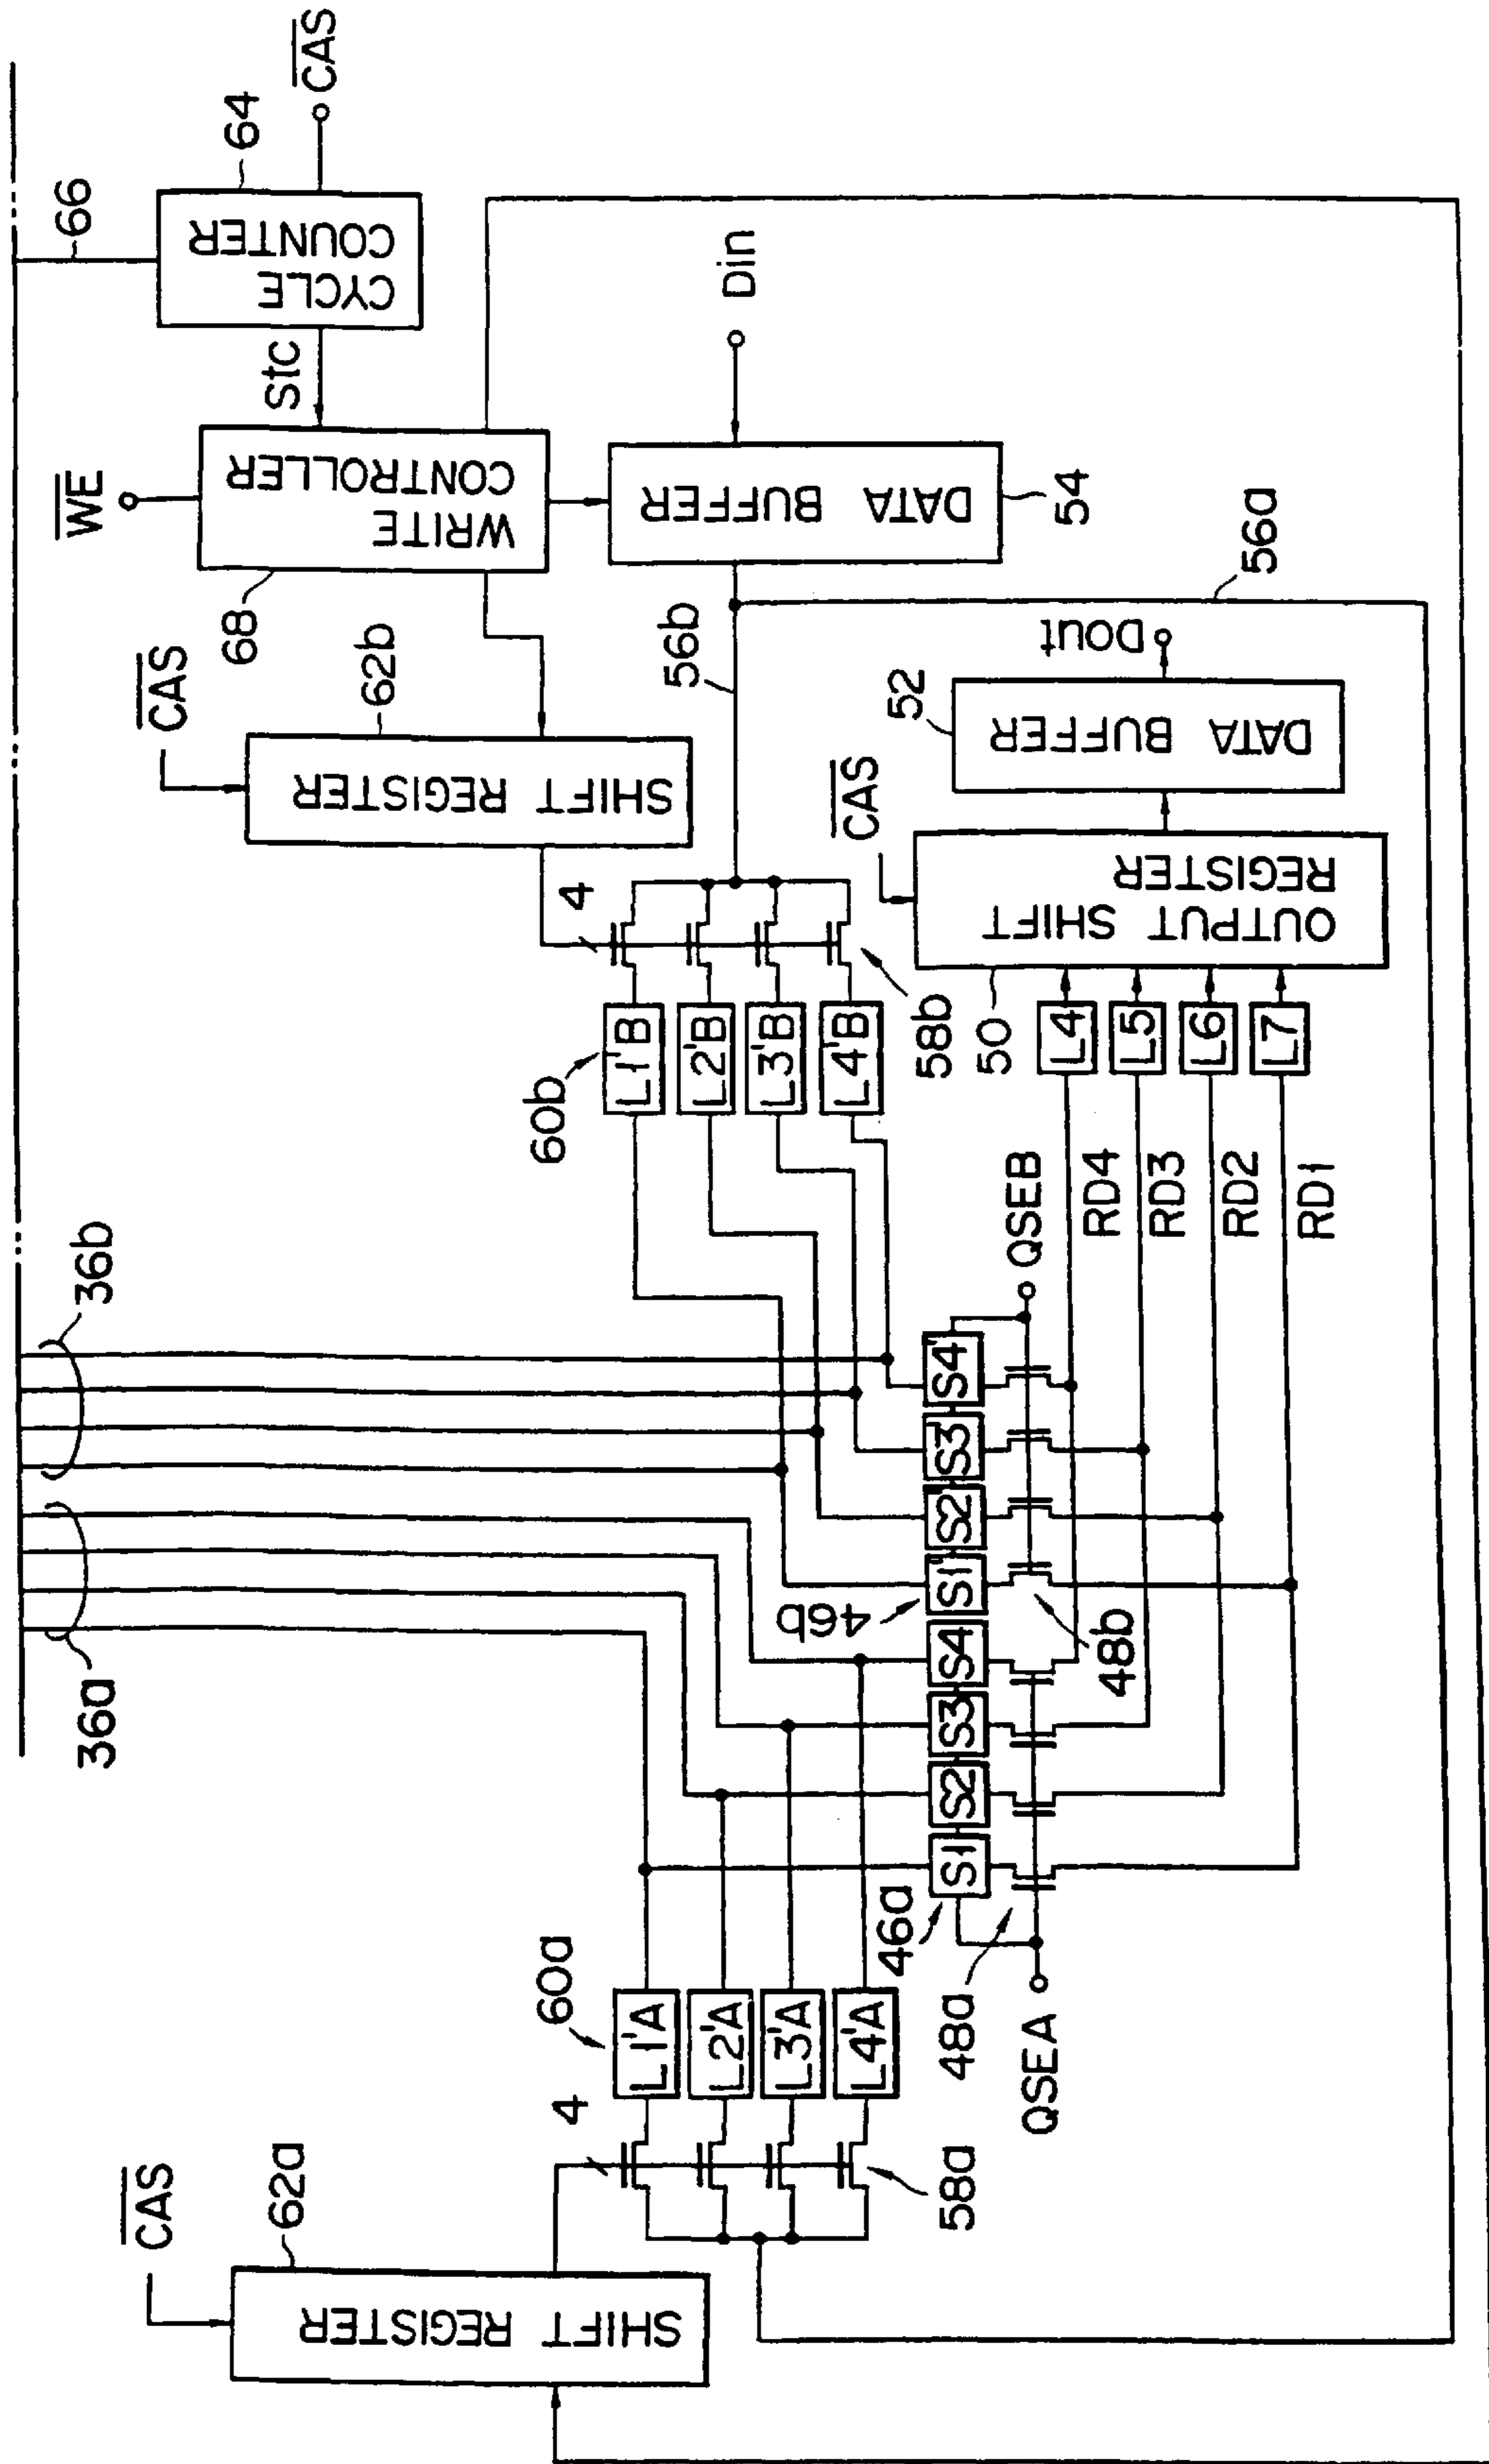 CAS
64
66
CYCLE
COUNTER
stc
WE
WRITE
CONTROLLER
68
Din
DATA BUFFER
54
56a
56b
CAS
62b
SHIFT REGISTER
Dout
52
DATA BUFFER
CAS
OUTPUT SHIFT
REGISTER
50
4
58b
60b
L1'B
L2'B
L3'B
L4'B
L4
L5
L6
L7
36b
QSEB
RD4
RD3
RD2
RD1
S4'
S3'
S2'
S1'
46b
48b
36a
S4
S3
S2
S1
46a
48a
QSEA
60a
L1'A
L2'A
L3'A
L4'A
4
58a
CAS
62a
SHIFT REGISTER